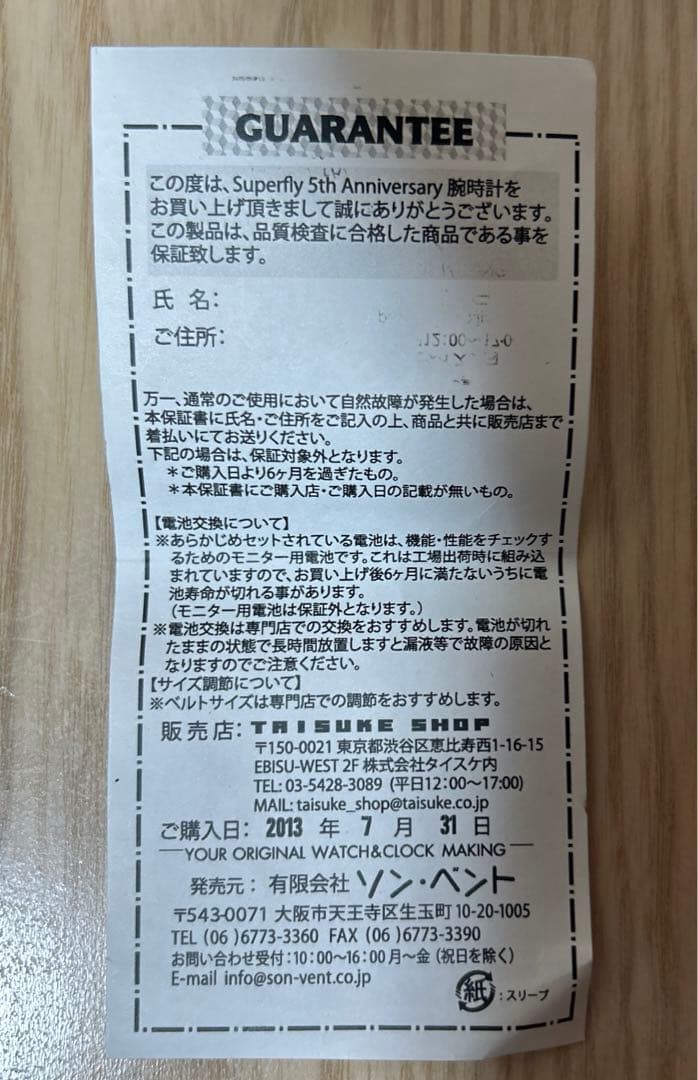 GUARANTEE
この度は、Superfly 5th Anniversary 腕時計を
お買い上げ頂きまして誠にありがとうございます。
この製品は、品質検査に合格した商品である事を
保証致します。
氏 名：
ご住所：
万一、通常のご使用において自然故障が発生した場合は、
本保証書に氏名・ご住所をご記入の上、商品と共に販売店まで
着払いにてお送りください。
下記の場合は、保証対象外となります。
＊ご購入日より6ヶ月を過ぎたもの。
＊本保証書にご購入店・ご購入日の記載が無いもの。
【電池交換について】
※あらかじめセットされている電池は、機能・性能をチェックす
るためのモニター用電池です。これは工場出荷時に組み込
まれていますので、お買い上げ後6ヶ月に満たないうちに電
池寿命が切れる事があります。
（モニター用電池は保証外となります。）
※電池交換は専門店での交換をおすすめします。電池が切れ
たままの状態で長時間放置しますと漏液等で故障の原因と
なりますのでご注意ください。
【サイズ調節について】
※ベルトサイズは専門店での調節をおすすめします。
販売店：TAISUKE SHOP
〒150-0021 東京都渋谷区恵比寿西1-16-15
EBISU-WEST 2F 株式会社タイスケ内
TEL: 03-5428-3089 (平日12：00〜17:00)
MAIL: taisuke_shop@taisuke.co.jp
ご購入日： 2013 年 7 月 31 日
YOUR ORIGINAL WATCH&CLOCK MAKING
発売元：有限会社 ソン・ベント
〒543-0071 大阪市天王寺区生玉町 10-20-1005
TEL (06 )6773-3360 FAX (06 )6773-3390
お問い合わせ受付：10：00〜16：00 月〜金（祝日を除く）
E-mail info@son-vent.co.jp
紙：スリーブ